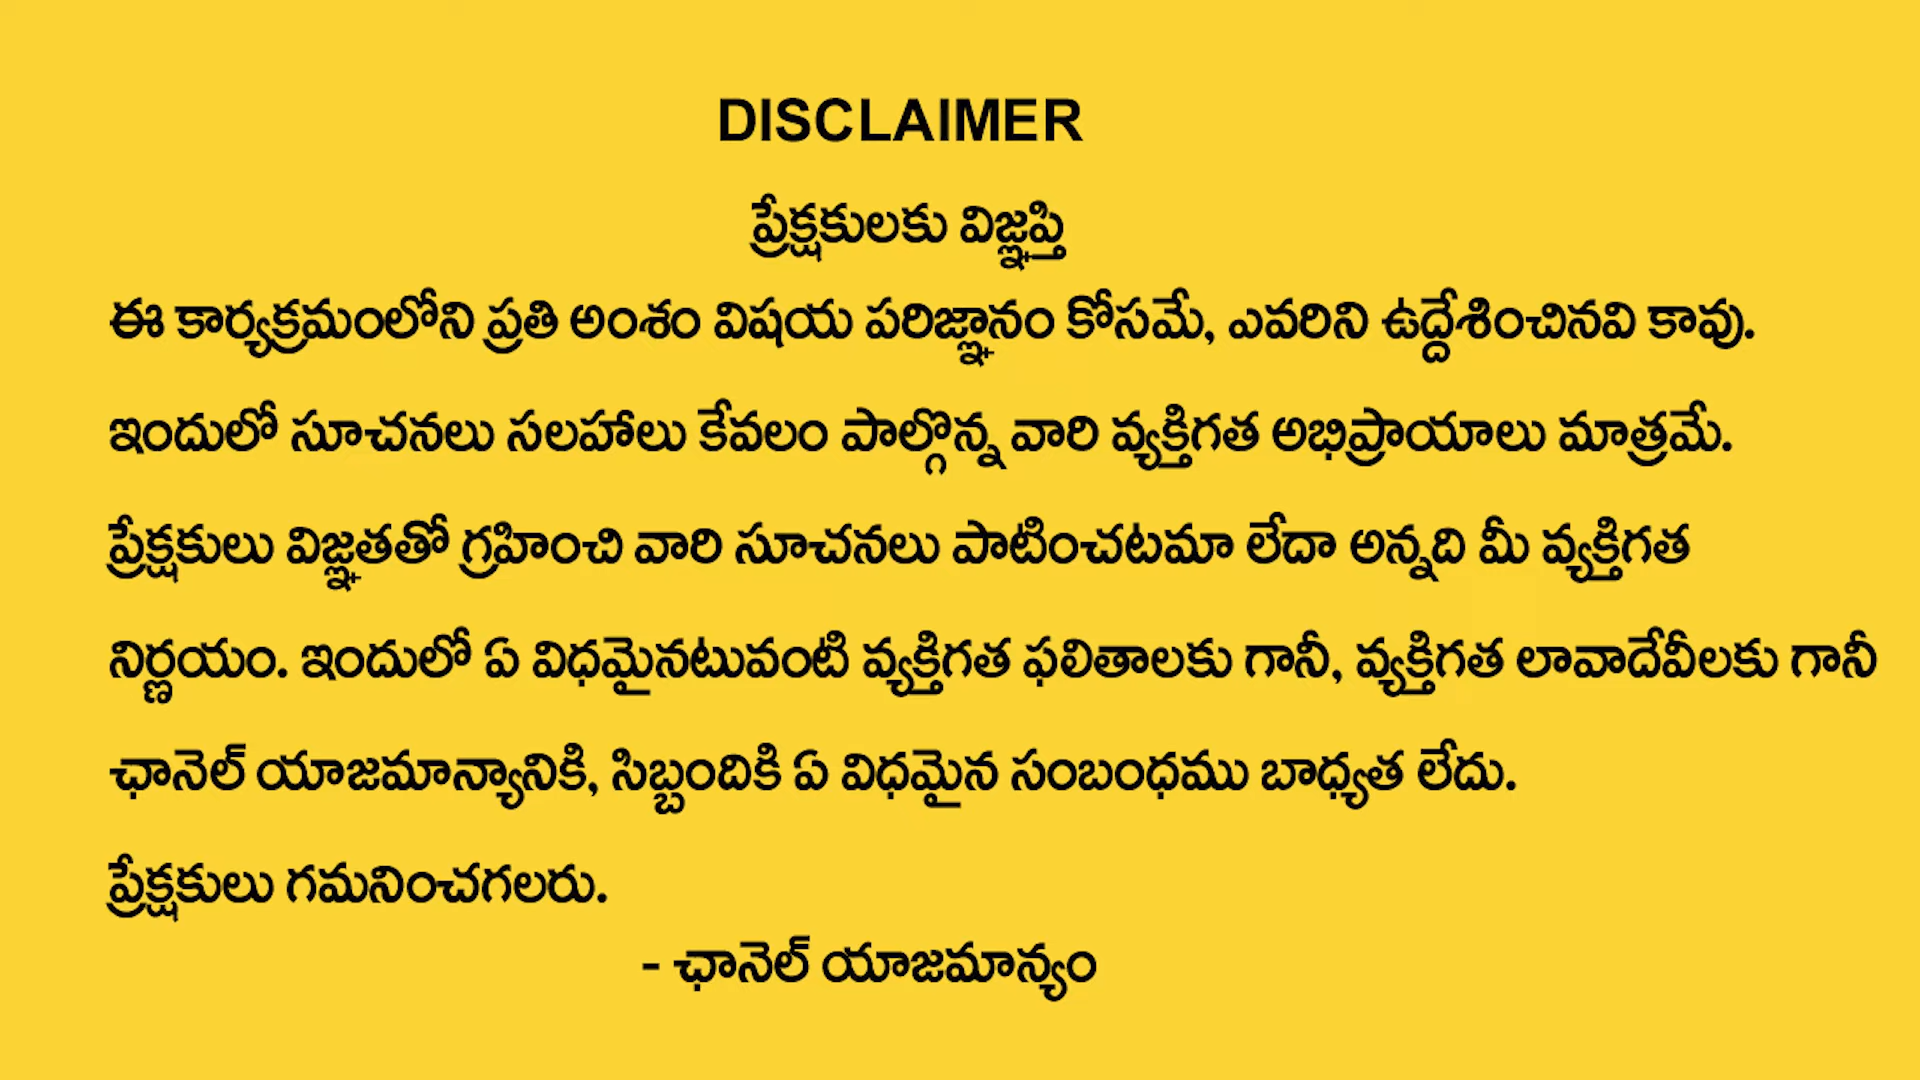 DISCLAIMER
ప్రేక్షకులకు విజ్ఞప్తి
ఈ కార్యక్రమంలోని ప్రతి అంశం విషయ పరిజ్ఞానం కోసమే, ఎవరిని ఉద్దేశించినవి కావు.
ఇందులో సూచనలు సలహాలు కేవలం పాల్గొన్న వారి వ్యక్తిగత అభిప్రాయాలు మాత్రమే.
ప్రేక్షకులు విజ్ఞతతో గ్రహించి వారి సూచనలు పాటించటమా లేదా అన్నది మీ వ్యక్తిగత
నిర్ణయం. ఇందులో ఏ విధమైనటువంటి వ్యక్తిగత ఫలితాలకు గానీ, వ్యక్తిగత లావాదేవీలకు గానీ
ఛానెల్ యాజమాన్యానికి, సిబ్బందికి ఏ విధమైన సంబంధము బాధ్యత లేదు.
ప్రేక్షకులు గమనించగలరు.
- ఛానెల్ యాజమాన్యం